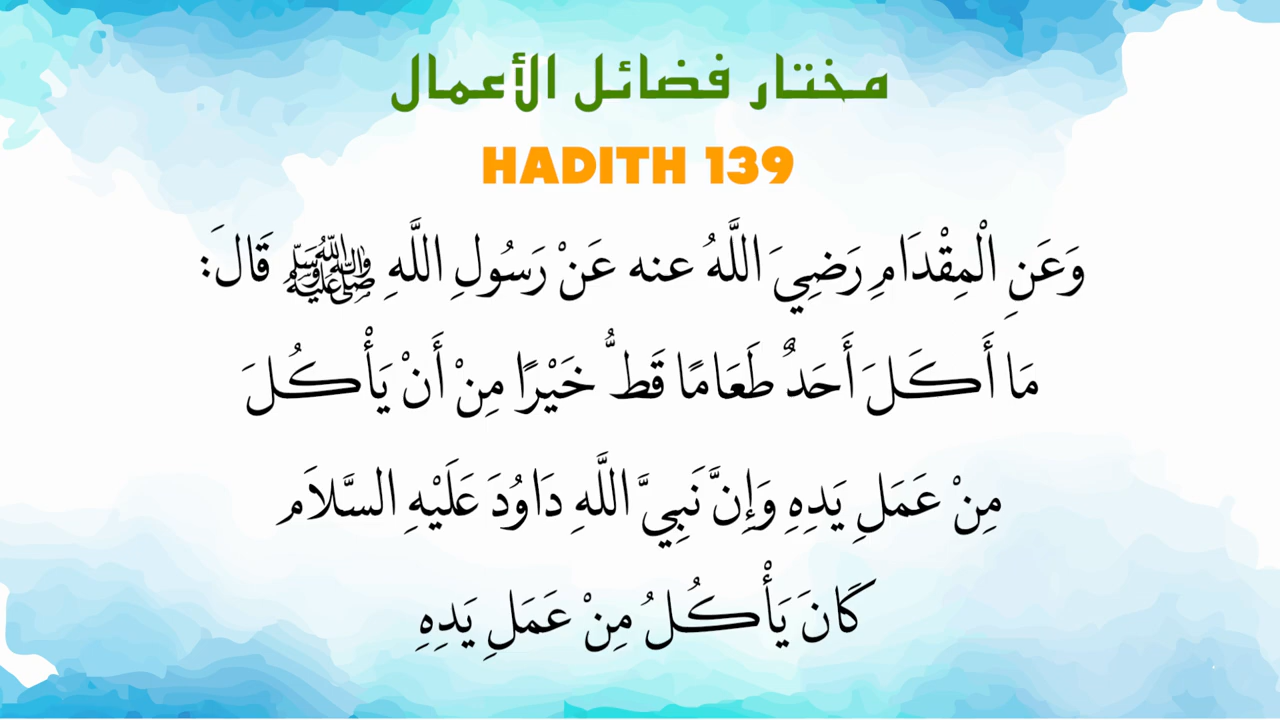 مختار فضائل الأعمال
HADITH 139
وَعَنِ الْمِقْدَامِ رَضِيَ اللَّهُ عنه عَنْ رَسُولِ اللَّهِ ﷺ قَالَ:
مَا أَكَلَ أَحَدٌ طَعَامًا قَطُّ خَيْرًا مِنْ أَنْ يَأْكُلَ
مِنْ عَمَلِ يَدِهِ وَإِنَّ نَبِيَّ اللَّهِ دَاوُدَ عَلَيْهِ السَّلاَم
كَانَ يَأْكُلُ مِنْ عَمَلِ يَدِهِ